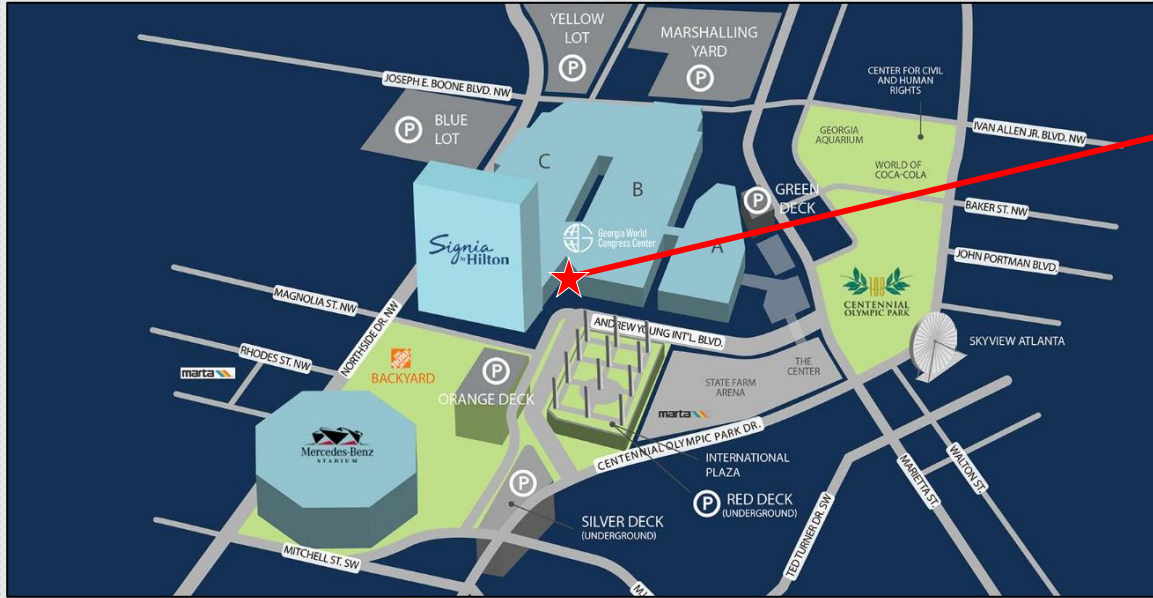 YELLOW
LOT
P
MARSHALLING
YARD
P
CENTER FOR CIVIL
AND HUMAN
RIGHTS
JOSEPH E. BOONE BLVD. NW
P
BLUE
LOT
GEORGIA
AQUARIUM
IVAN ALLEN JR. BLVD. NW
WORLD OF
COCA-COLA
C
B
P
GREEN
DECK
BAKER ST. NW
Signia
by Hilton
Georgia World
Congress Center
A
JOHN PORTMAN BLVD.
100
CENTENNIAL
OLYMPIC PARK
MAGNOLIA ST. NW
NORTHSIDE DR. NW
ANDREW YOUNG INT'L. BLVD.
SKYVIEW ATLANTA
RHODES ST. NW
marta
BACKYARD
P
ORANGE DECK
THE
CENTER
STATE FARM
ARENA
marta
Mercedes-Benz
STADIUM
CENTENNIAL OLYMPIC PARK DR.
INTERNATIONAL
PLAZA
MARIETTA ST.
WALTON ST.
P
P
RED DECK
(UNDERGROUND)
SILVER DECK
(UNDERGROUND)
TED TURNER DR. SW
MITCHELL ST. SW